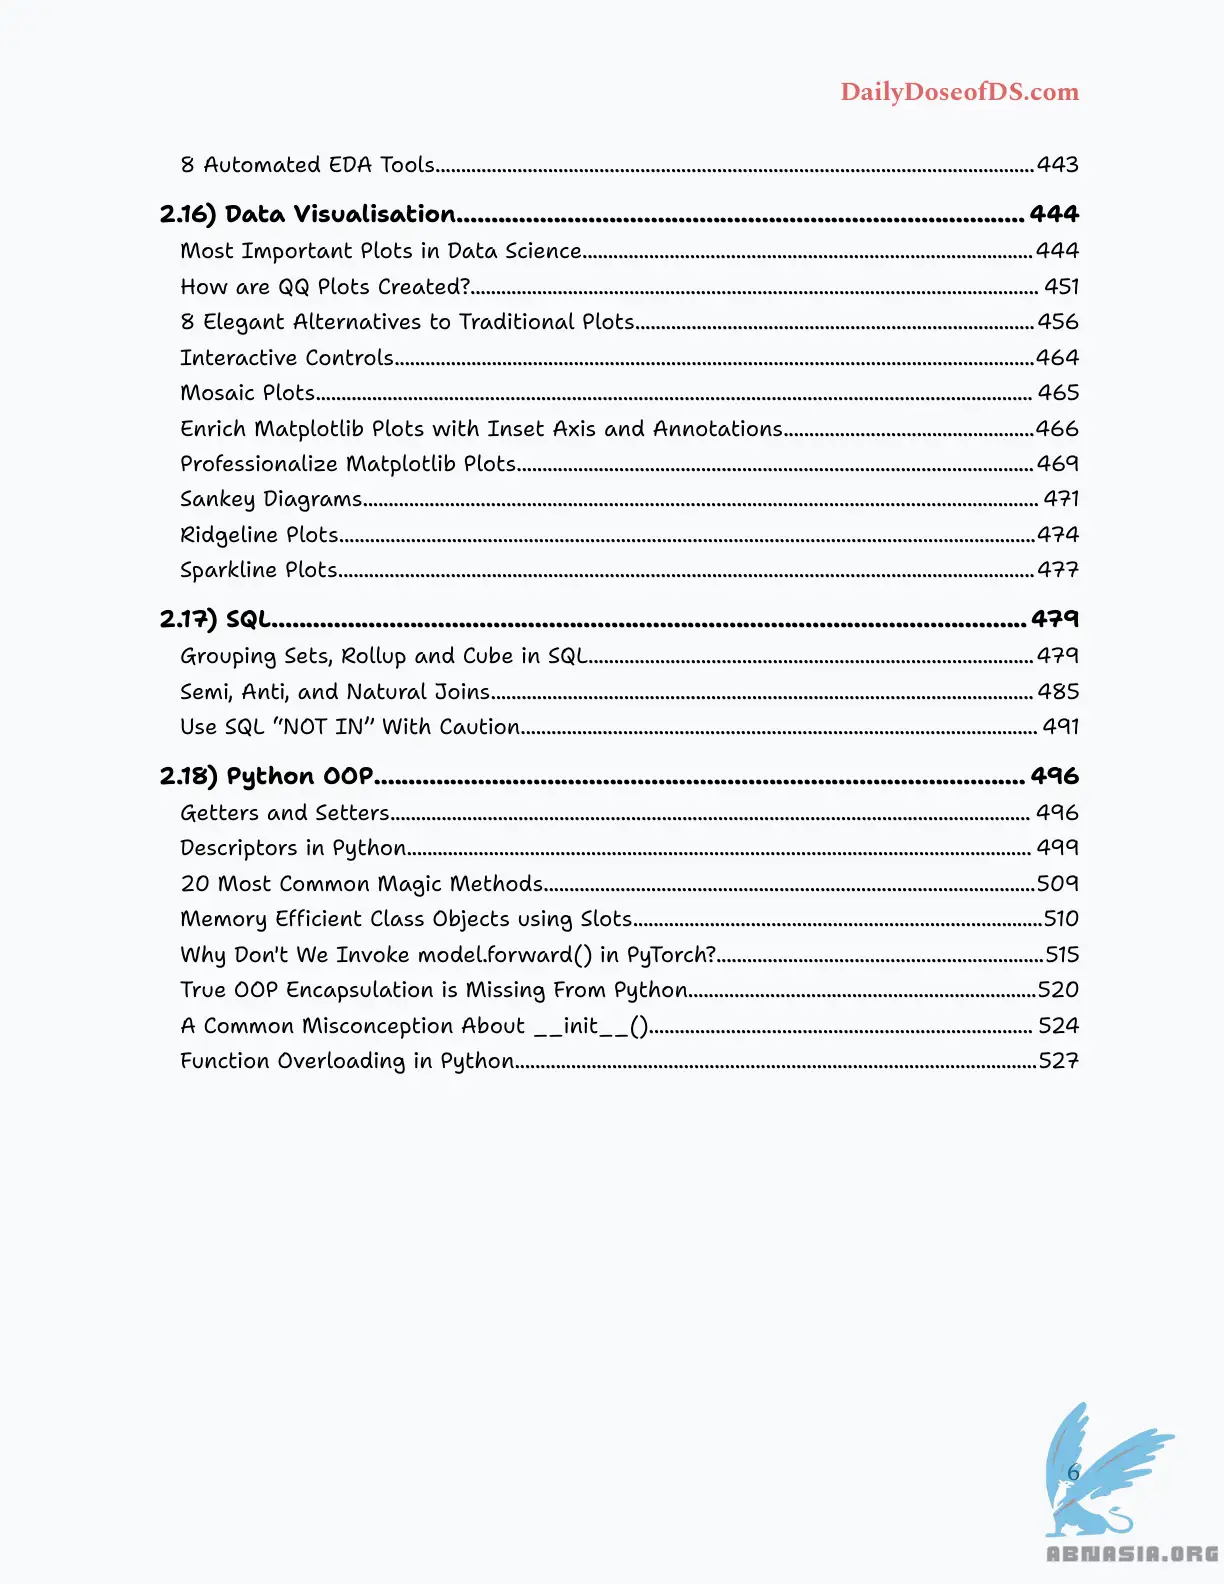 DailyDoseofDS.com
8 Automated EDA Tools........................................443
2.16) Data Visualisation........................................ 444
Most Important Plots in Data Science........................................444
How are QQ Plots Created?........................................ 451
8 Elegant Alternatives to Traditional Plots........................................456
Interactive Controls........................................464
Mosaic Plots........................................ 465
Enrich Matplotlib Plots with Inset Axis and Annotations........................................466
Professionalize Matplotlib Plots........................................ 469
Sankey Diagrams........................................ 471
Ridgeline Plots........................................474
Sparkline Plots........................................477
2.17) SQL........................................ 479
Grouping Sets, Rollup and Cube in SQL........................................479
Semi, Anti, and Natural Joins........................................ 485
Use SQL “NOT IN” With Caution........................................ 491
2.18) Python OOP........................................ 496
Getters and Setters........................................ 496
Descriptors in Python........................................ 499
20 Most Common Magic Methods........................................509
Memory Efficient Class Objects using Slots........................................510
Why Don't We Invoke model.forward() in PyTorch?........................................515
True OOP Encapsulation is Missing From Python........................................520
A Common Misconception About __init__()........................................ 524
Function Overloading in Python........................................527
6
ABNASIA.ORG